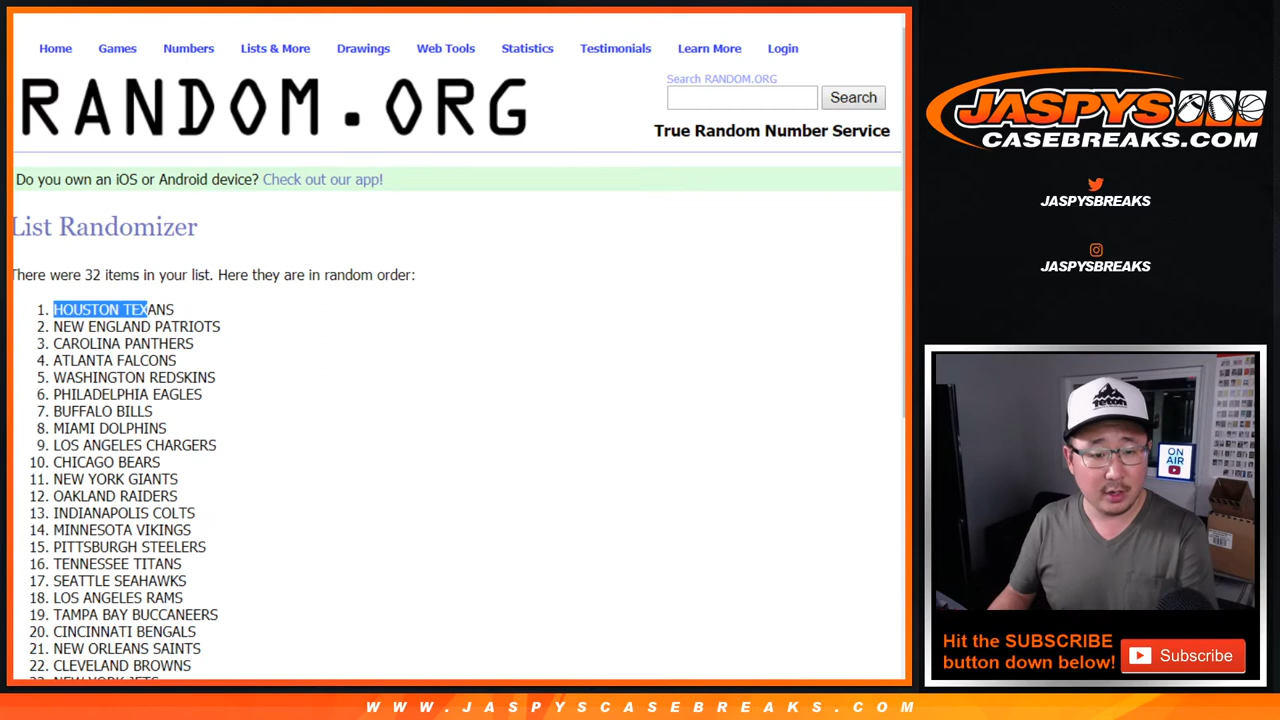 Home Games Numbers Lists & More Drawings Web Tools Statistics Testimonials Learn More Login
RANDOM.ORG
Search RANDOM.ORG
Search
True Random Number Service
Do you own an iOS or Android device? Check out our app!
List Randomizer
There were 32 items in your list. Here they are in random order:
1. HOUSTON TEXANS
2. NEW ENGLAND PATRIOTS
3. CAROLINA PANTHERS
4. ATLANTA FALCONS
5. WASHINGTON REDSKINS
6. PHILADELPHIA EAGLES
7. BUFFALO BILLS
8. MIAMI DOLPHINS
9. LOS ANGELES CHARGERS
10. CHICAGO BEARS
11. NEW YORK GIANTS
12. OAKLAND RAIDERS
13. INDIANAPOLIS COLTS
14. MINNESOTA VIKINGS
15. PITTSBURGH STEELERS
16. TENNESSEE TITANS
17. SEATTLE SEAHAWKS
18. LOS ANGELES RAMS
19. TAMPA BAY BUCCANEERS
20. CINCINNATI BENGALS
21. NEW ORLEANS SAINTS
22. CLEVELAND BROWNS
23. NEW YORK JETS
JASPYS
CASEBREAKS.COM
JASPYSBREAKS
JASPYSBREAKS
Teton
ON
AIR
Hit the SUBSCRIBE
button down below!
Subscribe
WWW.JASPYSCASEBREAKS.COM